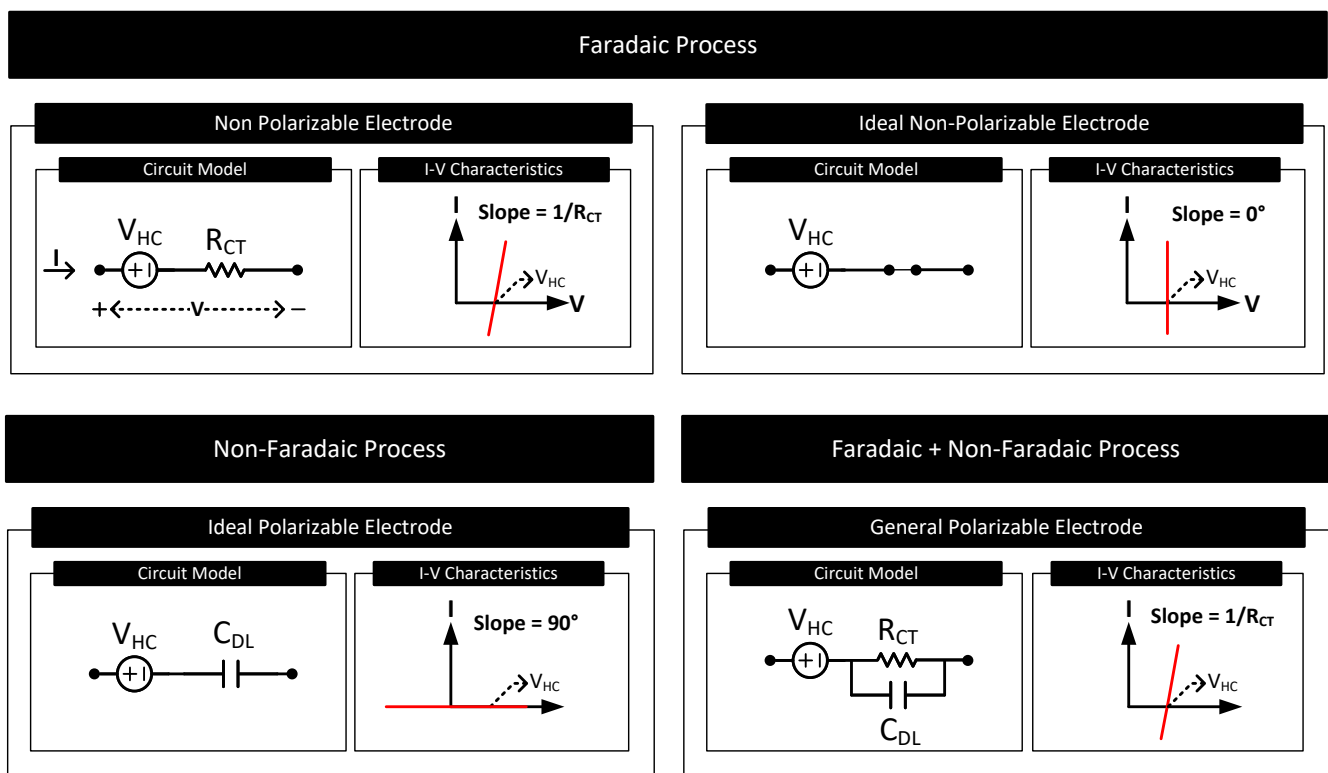 Faradaic Process
Non Polarizable Electrode
Circuit Model
I-V Characteristics
I
V_HC
R_CT
+ V −
+ −
I
Slope = 1/R_CT
V_HC
V
Ideal Non-Polarizable Electrode
Circuit Model
I-V Characteristics
V_HC
+ −
I
Slope = 0°
V_HC
V
Non-Faradaic Process
Ideal Polarizable Electrode
Circuit Model
I-V Characteristics
V_HC
C_DL
+ −
I
Slope = 90°
V_HC
Faradaic + Non-Faradaic Process
General Polarizable Electrode
Circuit Model
I-V Characteristics
V_HC
R_CT
+ −
C_DL
I
Slope = 1/R_CT
V_HC